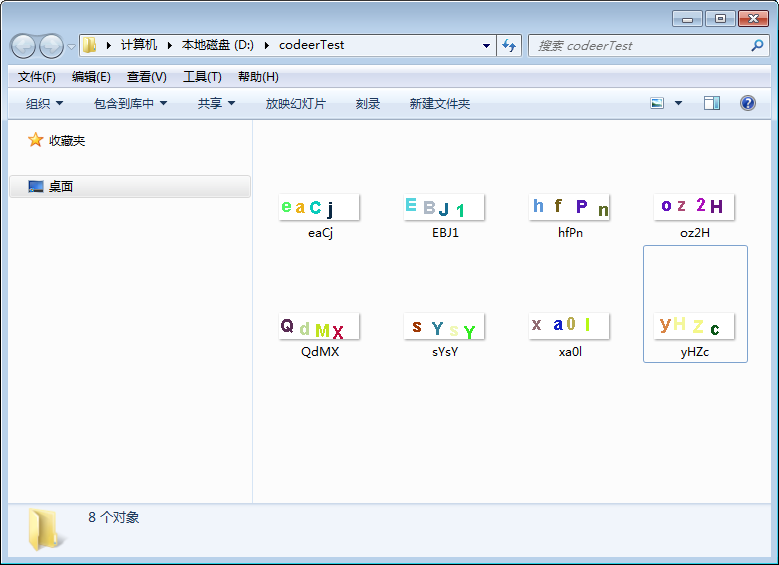 计算机 本地磁盘 (D:) codeerTest 搜索 codeerTest
文件(F) 编辑(E) 查看(V) 工具(T) 帮助(H)
组织 包含到库中 共享 放映幻灯片 刻录 新建文件夹
收藏夹
桌面
eaCj EBJ1 hfPn oz2H
eaCj EBJ1 hfPn oz2H
QdMX sYsY xa0l yHZc
QdMX sYsY xa0l yHZc
8 个对象